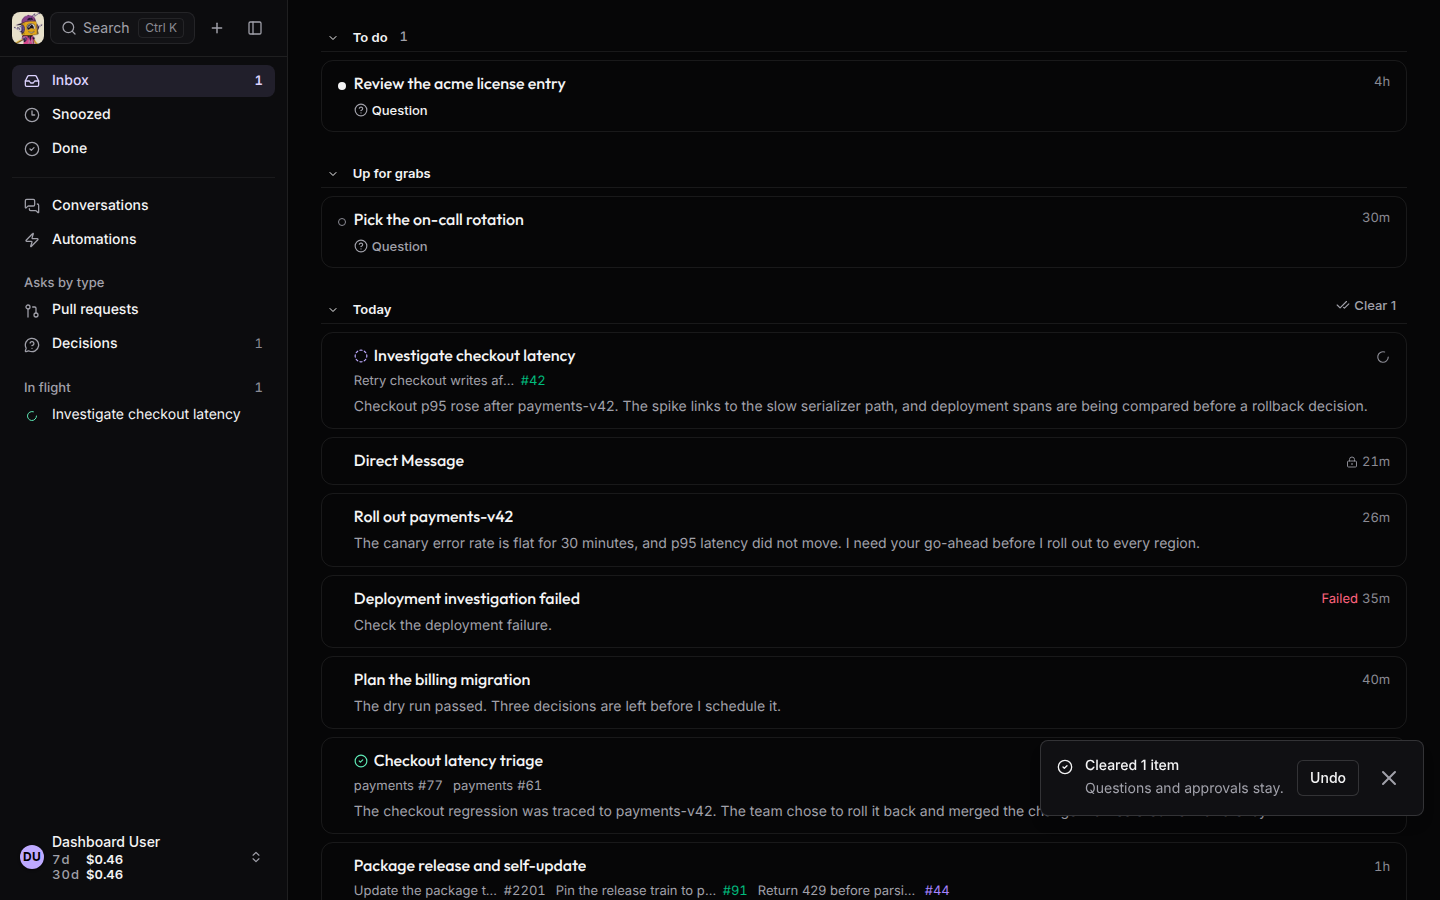 Search Ctrl K
Inbox 1
Snoozed
Done
Conversations
Automations
Asks by type
Pull requests
Decisions 1
In flight 1
Investigate checkout latency
DU Dashboard User
7d $0.46
30d $0.46
To do 1
Review the acme license entry 4h
Question
Up for grabs
Pick the on-call rotation 30m
Question
Today Clear 1
Investigate checkout latency
Retry checkout writes af... #42
Checkout p95 rose after payments-v42. The spike links to the slow serializer path, and deployment spans are being compared before a rollback decision.
Direct Message 21m
Roll out payments-v42 26m
The canary error rate is flat for 30 minutes, and p95 latency did not move. I need your go-ahead before I roll out to every region.
Deployment investigation failed Failed 35m
Check the deployment failure.
Plan the billing migration 40m
The dry run passed. Three decisions are left before I schedule it.
Checkout latency triage
payments #77 payments #61
The checkout regression was traced to payments-v42. The team chose to roll it back and merged the
Package release and self-update 1h
Update the package t... #2201 Pin the release train to p... #91 Return 429 before parsi... #44
Cleared 1 item
Questions and approvals stay.
Undo